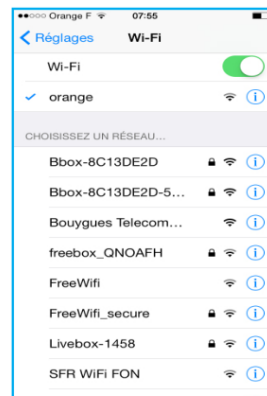 Orange F 07:55
Réglages Wi-Fi
Wi-Fi
orange
CHOISISSEZ UN RÉSEAU...
Bbox-8C13DE2D
Bbox-8C13DE2D-5...
Bouygues Telecom...
freebox_QNOAFH
FreeWifi
FreeWifi_secure
Livebox-1458
SFR WiFi FON